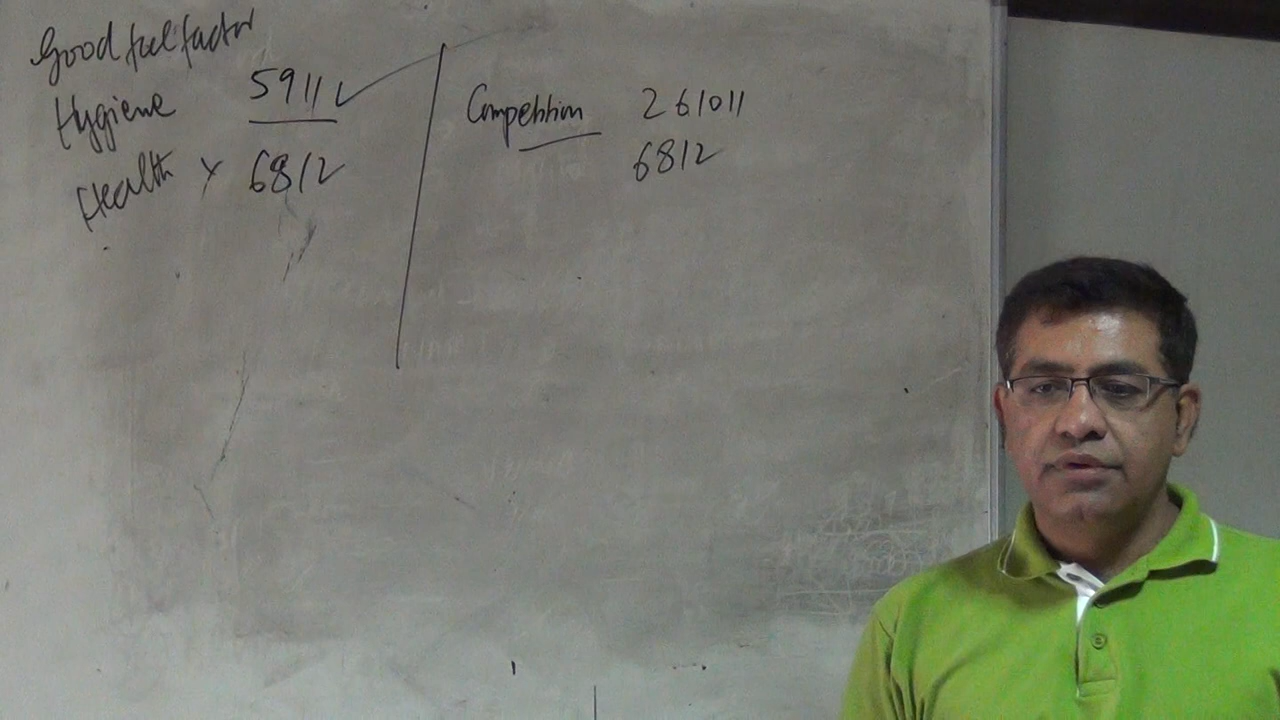 Good feel factor
Hygiene 5911 ✓
Health x 6812 ✓
Competition 261011
6812